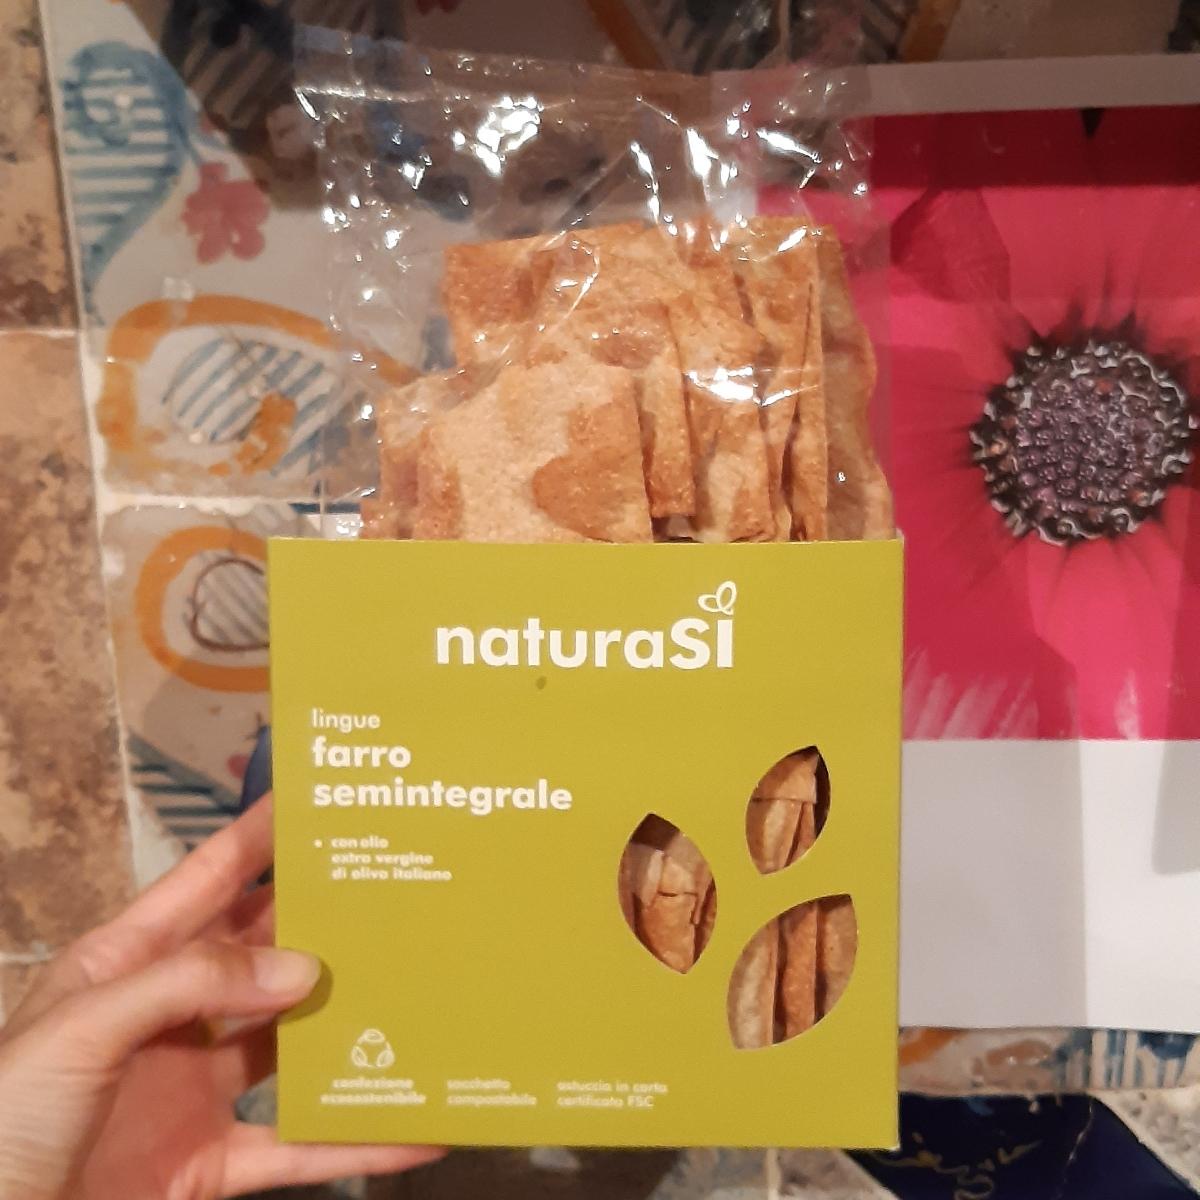 naturaSì
lingue
farro
semintegrale
• con olio
extra vergine
di oliva italiano
confezione
ecosostenibile
sacchetto
compostabile
astuccio in carta
certificata FSC